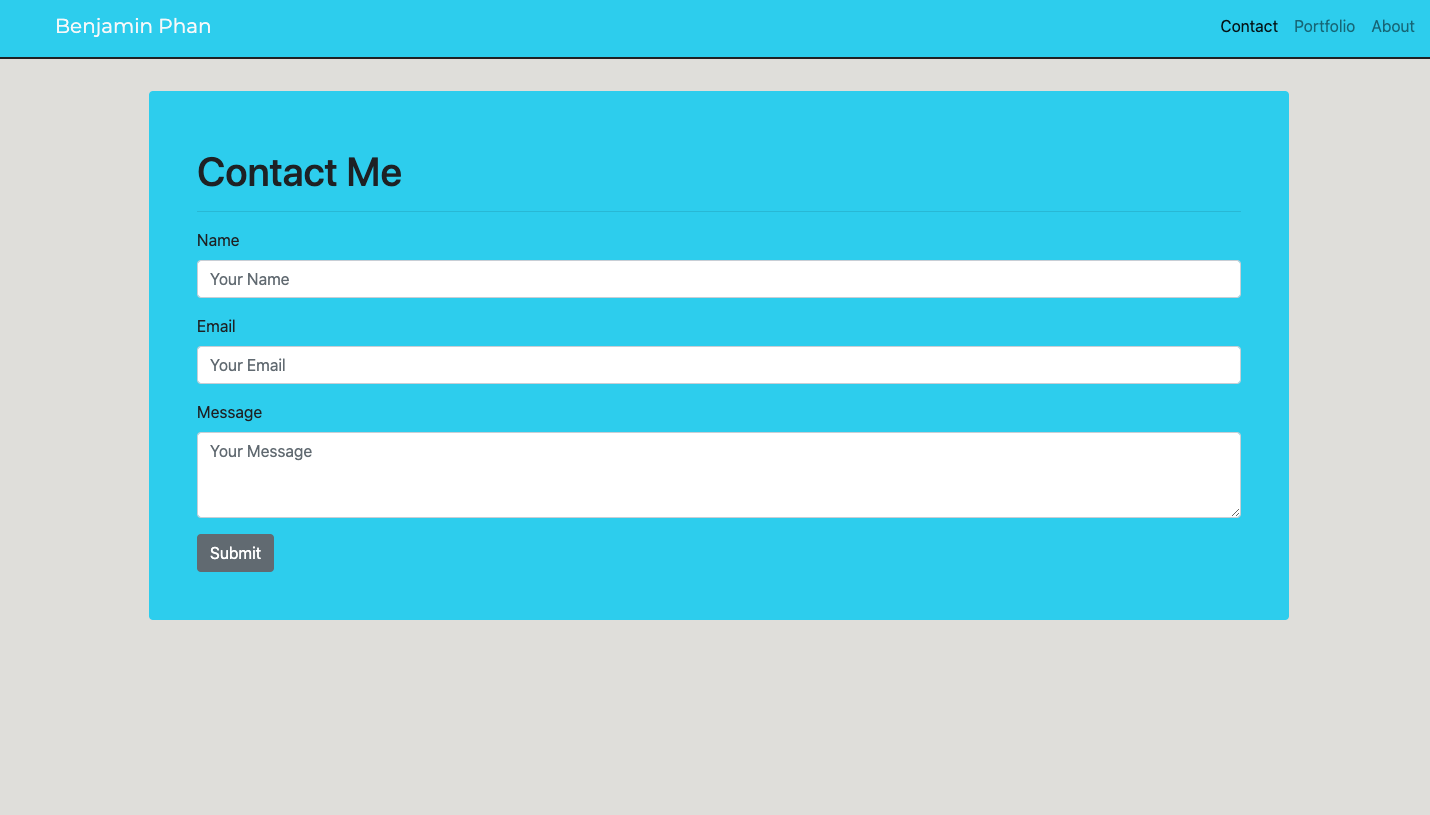 Benjamin Phan
Contact Portfolio About
Contact Me
Name
Your Name
Email
Your Email
Message
Your Message
Submit